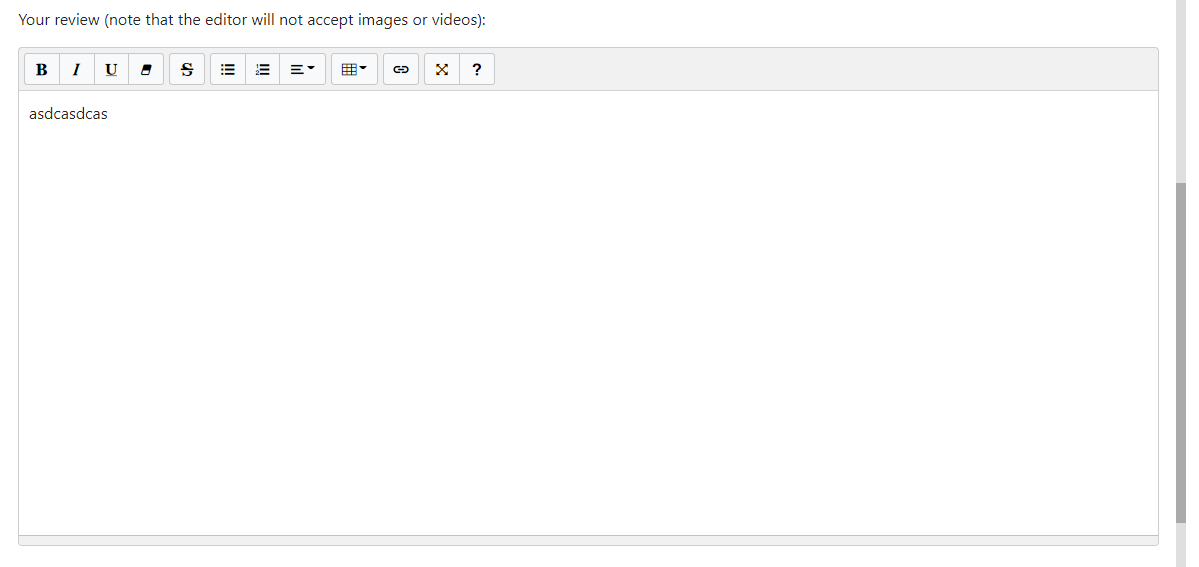 Your review (note that the editor will not accept images or videos):
B I U S ?
asdcasdcas